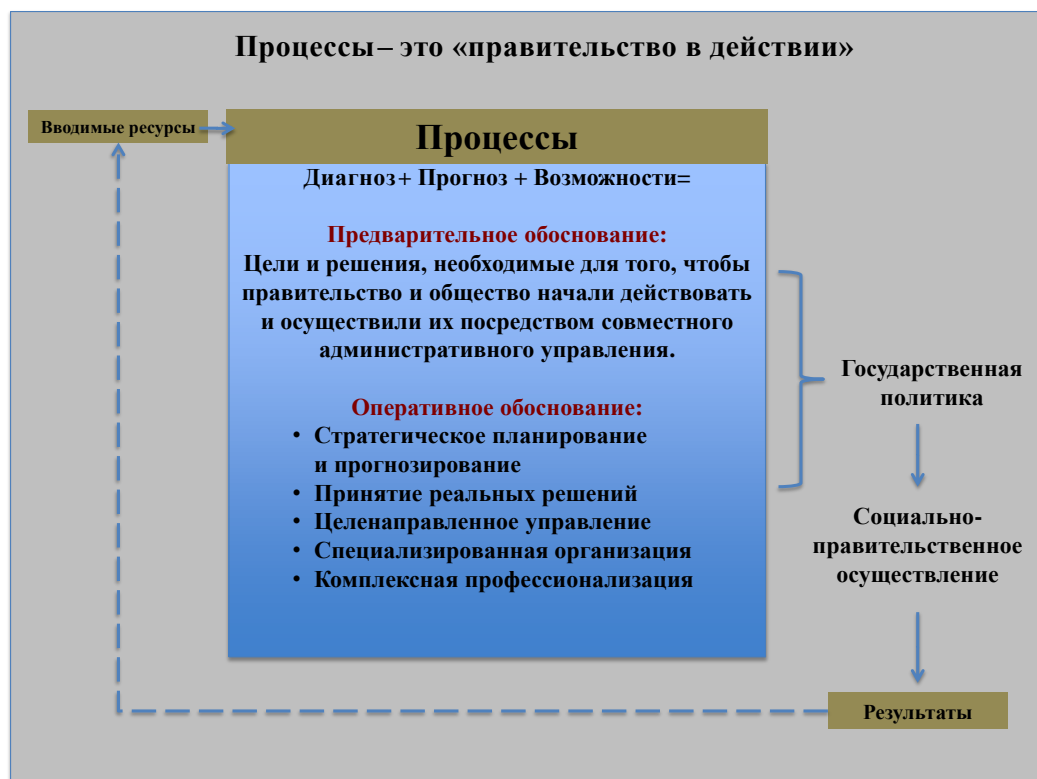 Процессы – это «правительство в действии»
Вводимые ресурсы
Процессы
Диагноз + Прогноз + Возможности=
Предварительное обоснование:
Цели и решения, необходимые для того, чтобы
правительство и общество начали действовать
и осуществили их посредством совместного
административного управления.
Оперативное обоснование:
• Стратегическое планирование
и прогнозирование
• Принятие реальных решений
• Целенаправленное управление
• Специализированная организация
• Комплексная профессионализация
Государственная
политика
Социально-
правительственное
осуществление
Результаты